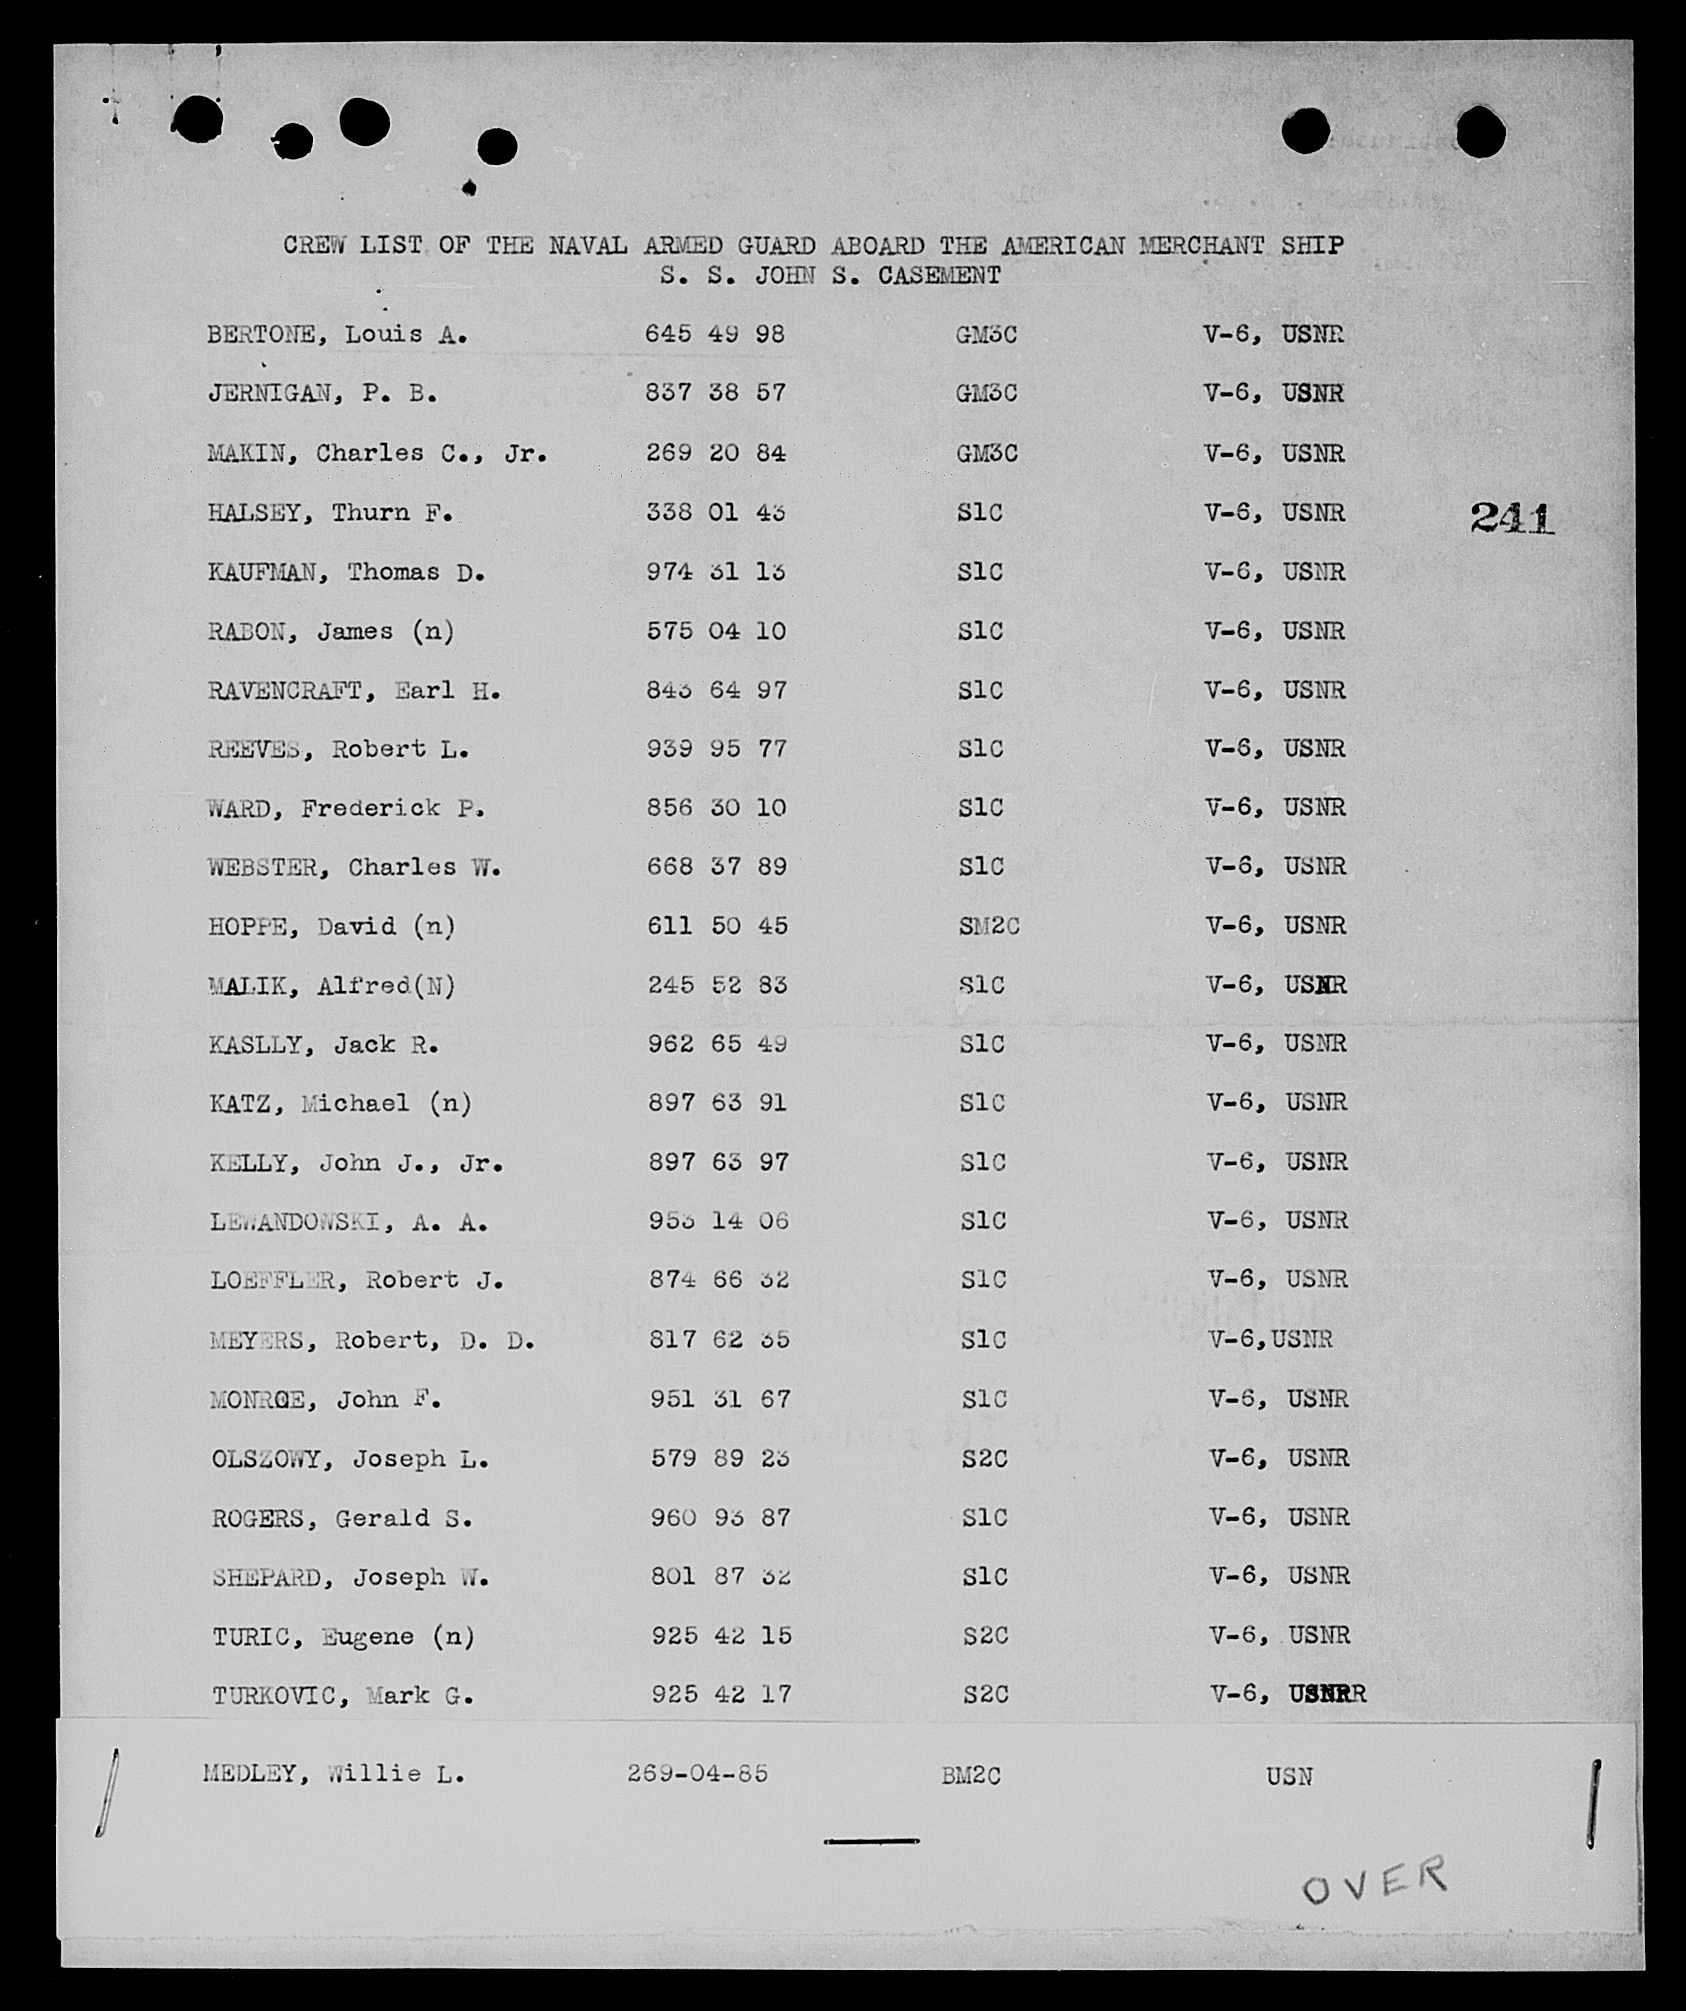 CREW LIST OF THE NAVAL ARMED GUARD ABOARD THE AMERICAN MERCHANT SHIP
S. S. JOHN S. CASEMENT
BERTONE, Louis A. 645 49 98 GM3C V-6, USNR
JERNIGAN, P. B. 837 38 57 GM3C V-6, USNR
MAKIN, Charles C., Jr. 269 20 84 GM3C V-6, USNR
HALSEY, Thurn F. 338 01 43 S1C V-6, USNR 241
KAUFMAN, Thomas D. 974 31 13 S1C V-6, USNR
RABON, James (n) 575 04 10 S1C V-6, USNR
RAVENCRAFT, Earl H. 843 64 97 S1C V-6, USNR
REEVES, Robert L. 939 95 77 S1C V-6, USNR
WARD, Frederick P. 856 30 10 S1C V-6, USNR
WEBSTER, Charles W. 668 37 89 S1C V-6, USNR
HOPPE, David (n) 611 50 45 SM2C V-6, USNR
MALIK, Alfred(N) 245 52 83 S1C V-6, USNR
KASLLY, Jack R. 962 65 49 S1C V-6, USNR
KATZ, Michael (n) 897 63 91 S1C V-6, USNR
KELLY, John J., Jr. 897 63 97 S1C V-6, USNR
LEWANDOWSKI, A. A. 953 14 06 S1C V-6, USNR
LOEFFLER, Robert J. 874 66 32 S1C V-6, USNR
MEYERS, Robert, D. D. 817 62 35 S1C V-6,USNR
MONROE, John F. 951 31 67 S1C V-6, USNR
OLSZOWY, Joseph L. 579 89 23 S2C V-6, USNR
ROGERS, Gerald S. 960 93 87 S1C V-6, USNR
SHEPARD, Joseph W. 801 87 32 S1C V-6, USNR
TURIC, Eugene (n) 925 42 15 S2C V-6, USNR
TURKOVIC, Mark G. 925 42 17 S2C V-6, USNRR
MEDLEY, Willie L. 269-04-85 BM2C USN
OVER